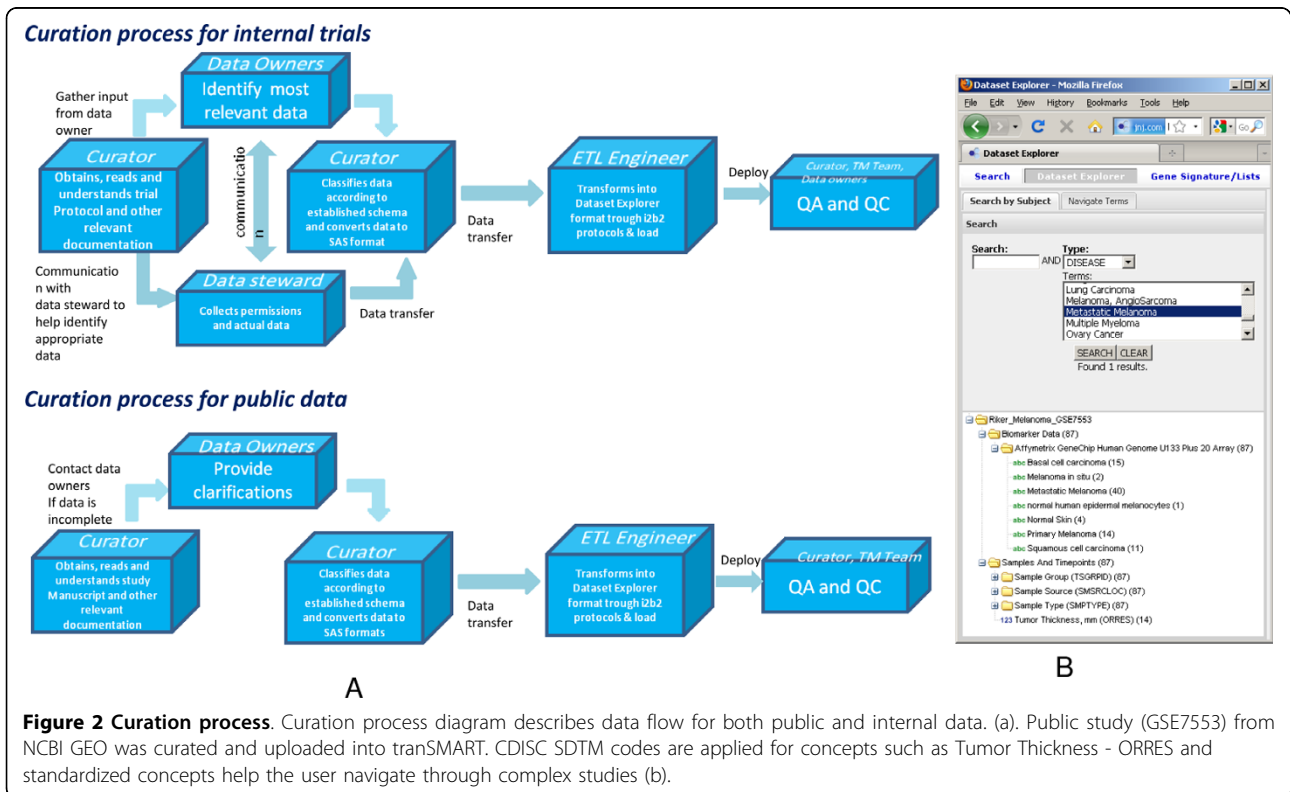 Curation process for internal trials
Data Owners
Identify most
relevant data
Gather input
from data
owner
Curator
Obtains, reads and
understands trial
Protocol and other
relevant
documentation
communicatio
n
Curator
Classifies data
according to
established schema
and converts data to
SAS format
Data
transfer
ETL Engineer
Transforms into
Dataset Explorer
format trough i2b2
protocols & load
Deploy
Curator, TM Team,
Data owners
QA and QC
Communicatio
n with
data steward to
help identify
appropriate
data
Data steward
Collects permissions
and actual data
Data transfer
Curation process for public data
Data Owners
Provide
clarifications
Contact data
owners
If data is
incomplete
Curator
Obtains, reads and
understands study
Manuscript and other
relevant
documentation
Curator
Classifies data
according to
established schema
and converts data to
SAS formats
Data
transfer
ETL Engineer
Transforms into
Dataset Explorer
format trough i2b2
protocols & load
Deploy
Curator, TM Team
QA and QC
A
Dataset Explorer - Mozilla Firefox
File Edit View History Bookmarks Tools Help
jnj.com
Go
Dataset Explorer
Search Dataset Explorer Gene Signature/Lists
Search by Subject Navigate Terms
Search
Search: Type:
AND DISEASE
Terms:
Lung Carcinoma
Melanoma, AngioSarcoma
Metastatic Melanoma
Multiple Myeloma
Ovary Cancer
SEARCH CLEAR
Found 1 results.
Riker_Melanoma_GSE7553
Biomarker Data (87)
Affymetrix GeneChip Human Genome U133 Plus 20 Array (87)
abc Basal cell carcinoma (15)
abc Melanoma in situ (2)
abc Metastatic Melanoma (40)
abc normal human epidermal melanocytes (1)
abc Normal Skin (4)
abc Primary Melanoma (14)
abc Squamous cell carcinoma (11)
Samples And Timepoints (87)
Sample Group (TSGRPID) (87)
Sample Source (SMSRCLOC) (87)
Sample Type (SMPTYPE) (87)
123 Tumor Thickness, mm (ORRES) (14)
B
Figure 2 Curation process. Curation process diagram describes data flow for both public and internal data. (a). Public study (GSE7553) from
NCBI GEO was curated and uploaded into tranSMART. CDISC SDTM codes are applied for concepts such as Tumor Thickness - ORRES and
standardized concepts help the user navigate through complex studies (b).